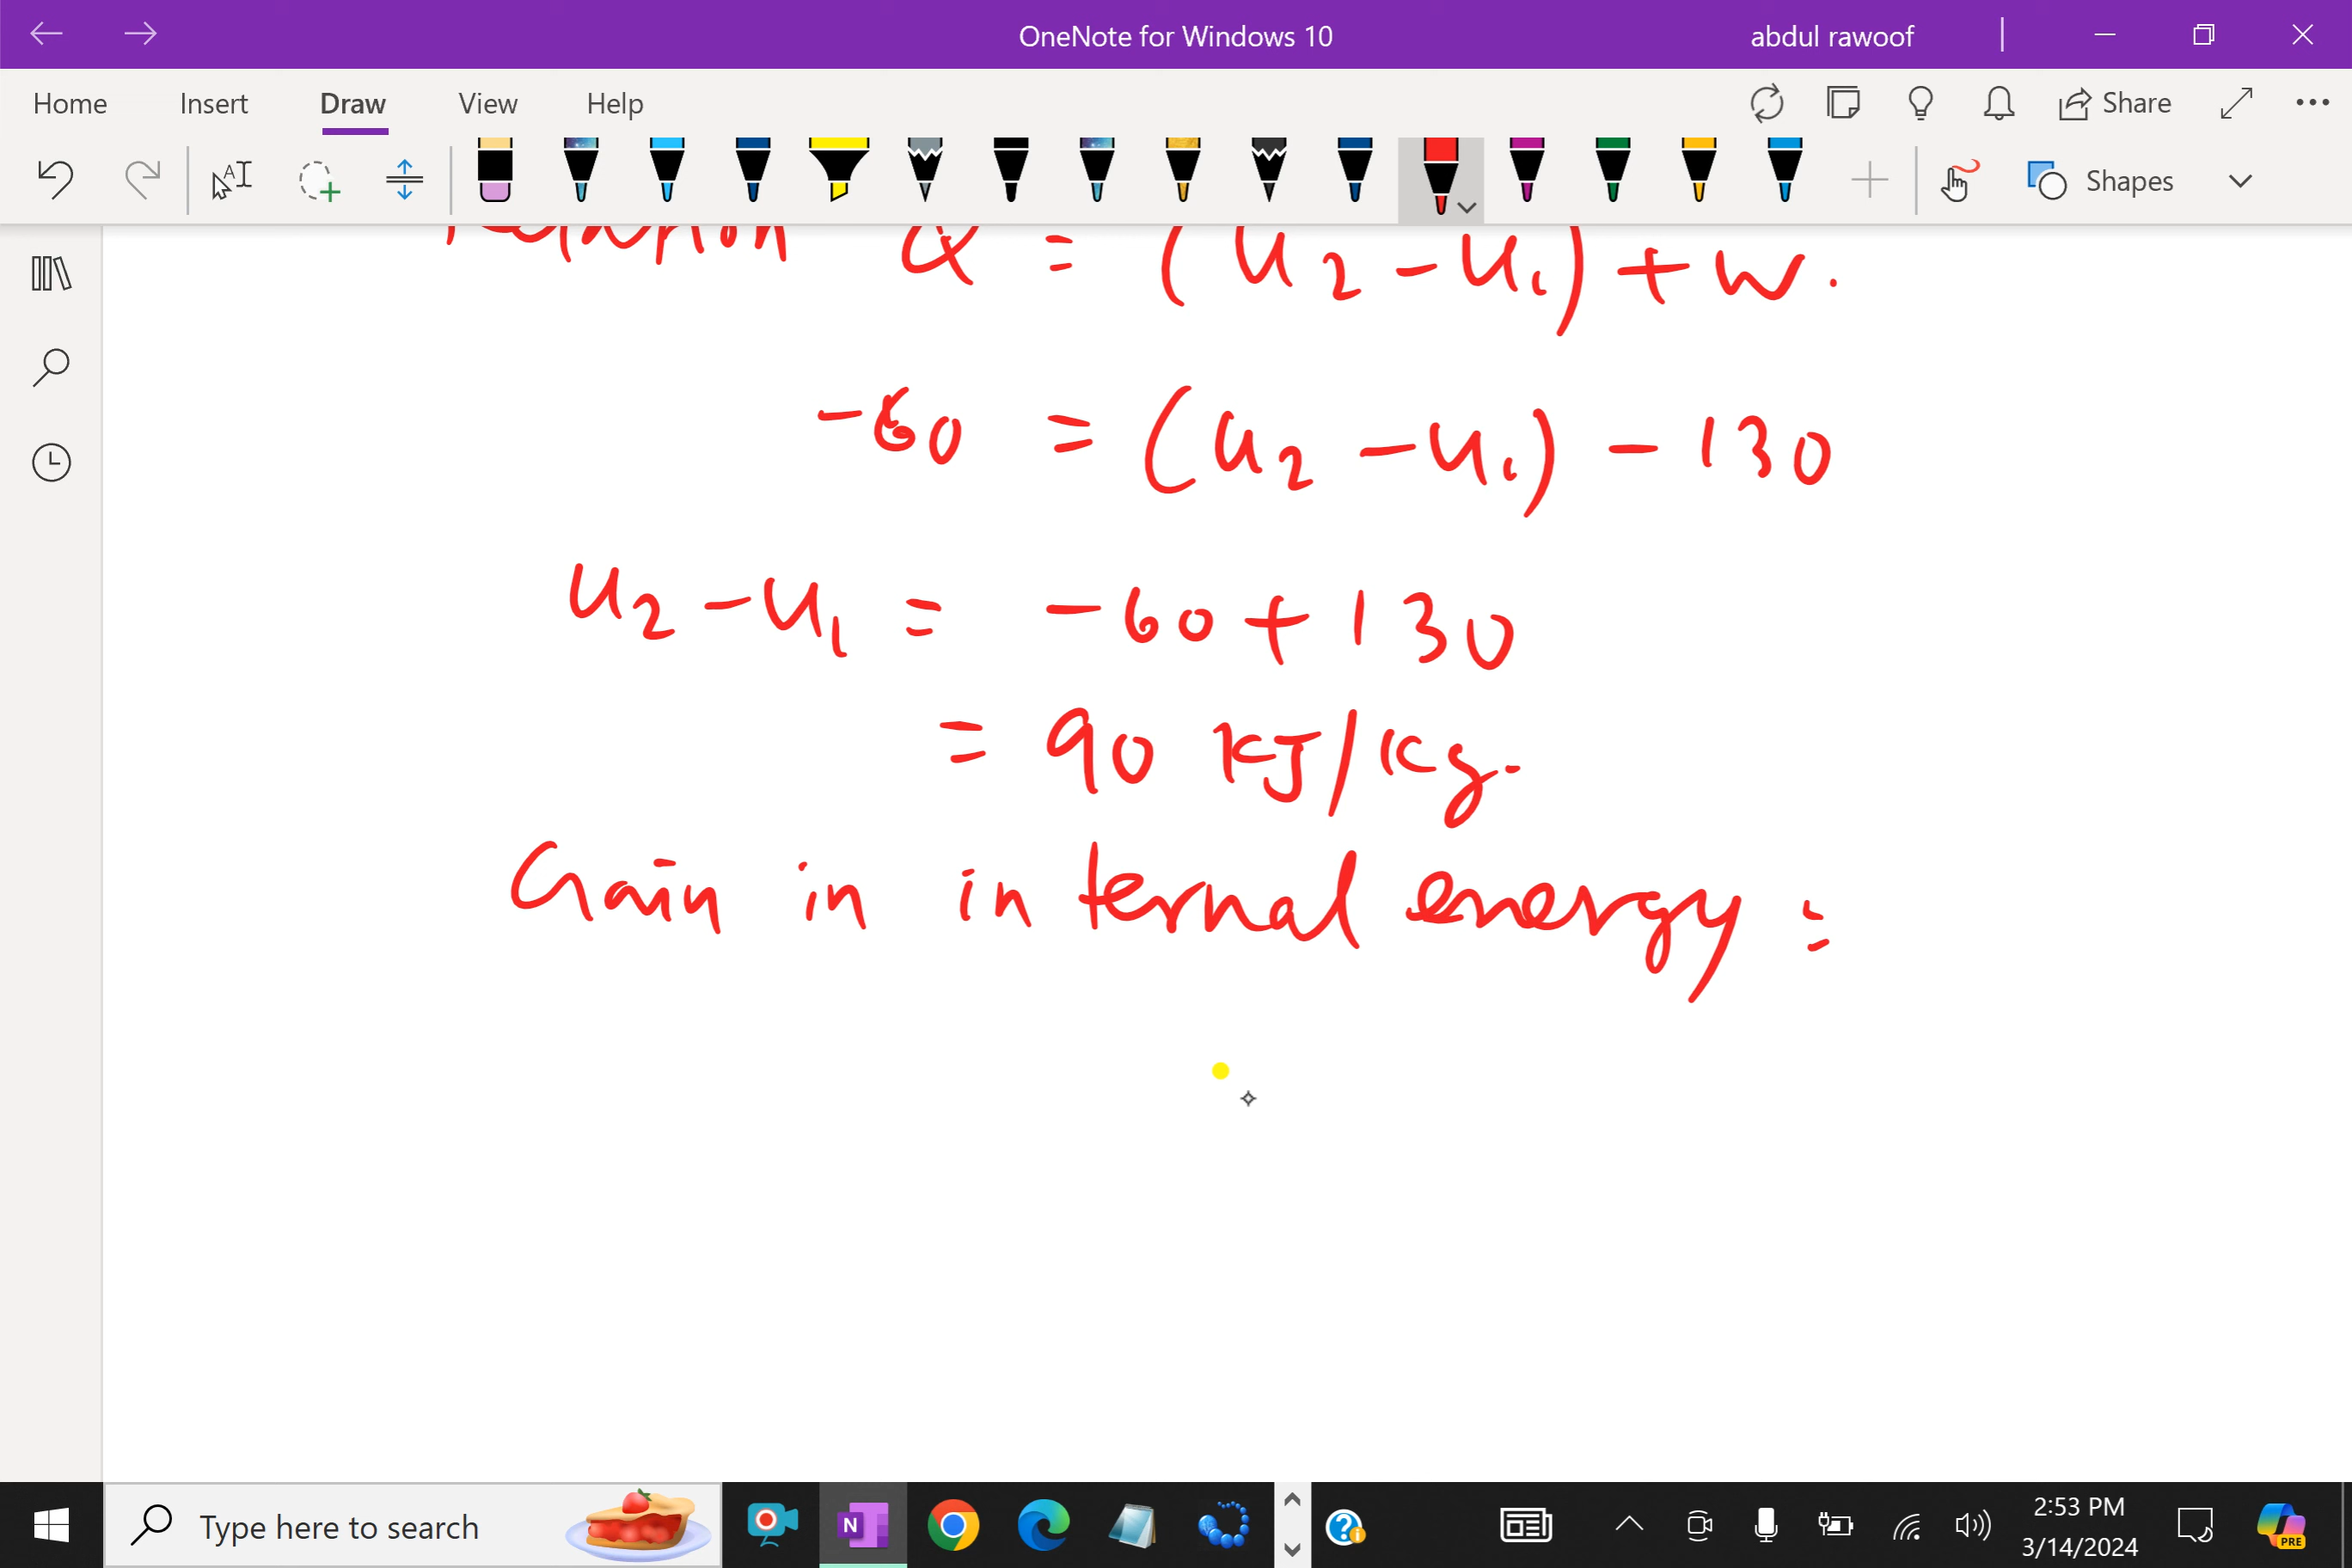 OneNote for Windows 10 abdul rawoof
Home Insert Draw View Help Share
Shapes
relation Q = (u2 - u1) + w.
-60 = (u2 - u1) - 130
u2 - u1 = -60 + 130
= 90 KJ/Kg.
Gain in internal energy =
Type here to search
N
2:53 PM
3/14/2024
PRE